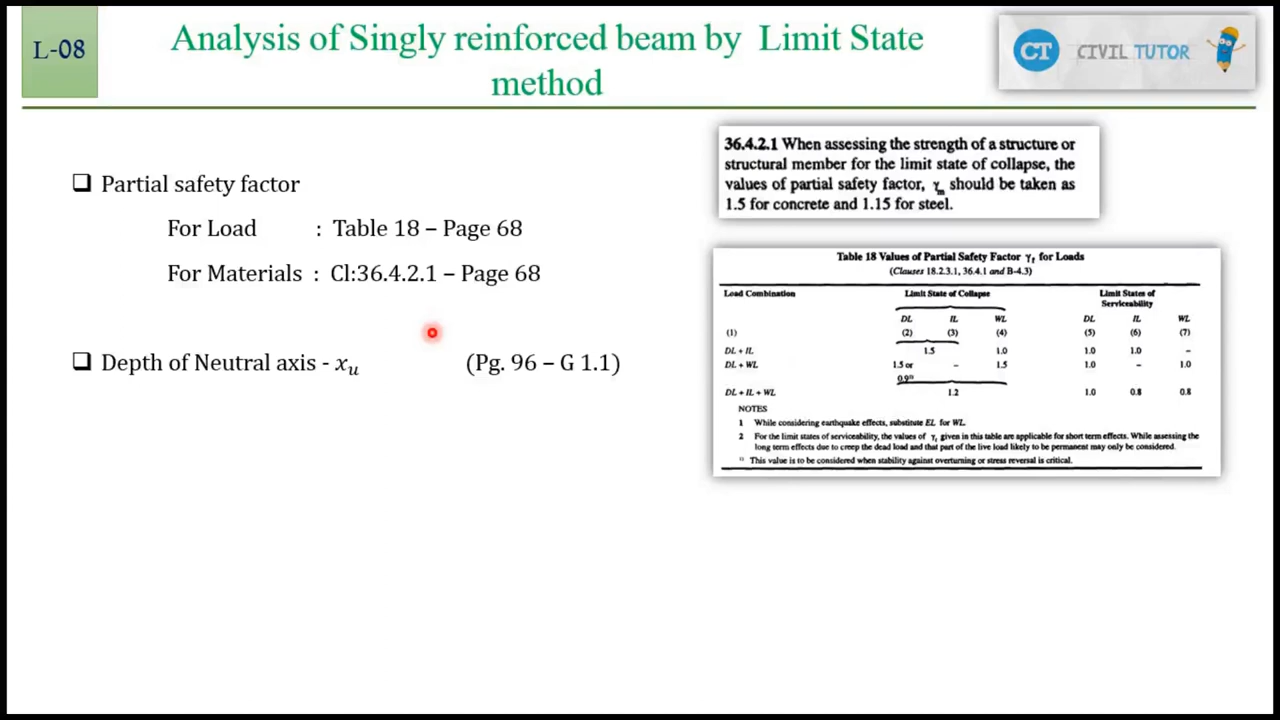 L-08
Analysis of Singly reinforced beam by Limit State
method
CT CIVIL TUTOR
❑ Partial safety factor
For Load : Table 18 – Page 68
For Materials : Cl:36.4.2.1 – Page 68
❑ Depth of Neutral axis - xᵤ (Pg. 96 – G 1.1)
36.4.2.1 When assessing the strength of a structure or
structural member for the limit state of collapse, the
values of partial safety factor, γₘ should be taken as
1.5 for concrete and 1.15 for steel.
Table 18 Values of Partial Safety Factor γf for Loads
(Clauses 18.2.3.1, 36.4.1 and B-4.3)
Load Combination Limit State of Collapse Limit States of
Serviceability
DL IL WL DL IL WL
(1) (2) (3) (4) (5) (6) (7)
DL + IL 1.5 1.0 1.0 1.0 –
DL + WL 1.5 or – 1.5 1.0 – 1.0
0.9¹⁾
DL + IL + WL 1.2 1.0 0.8 0.8
NOTES
1 While considering earthquake effects, substitute EL for WL.
2 For the limit states of serviceability, the values of γf given in this table are applicable for short term effects. While assessing the
long term effects due to creep the dead load and that part of the live load likely to be permanent may only be considered.
¹⁾ This value is to be considered when stability against overturning or stress reversal is critical.